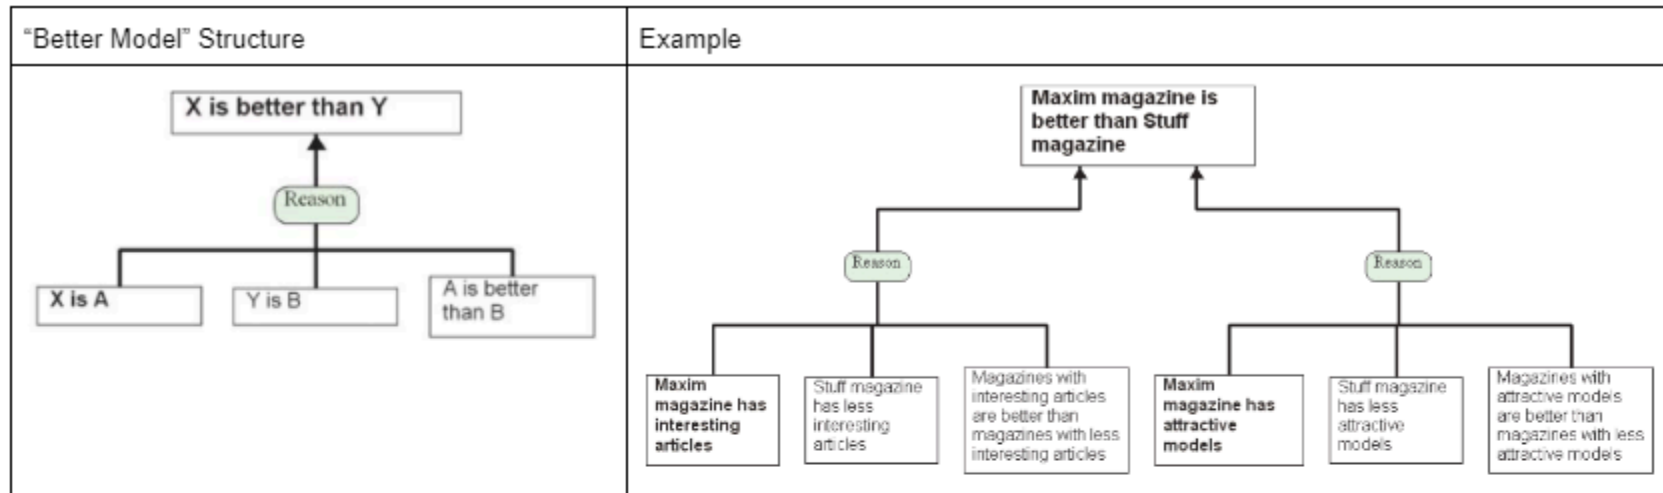 “Better Model” Structure
Example
X is better than Y
Reason
X is A
Y is B
A is better
than B
Maxim magazine is
better than Stuff
magazine
Reason
Reason
Maxim
magazine has
interesting
articles
Stuff magazine
has less
interesting
articles
Magazines with
interesting articles
are better than
magazines with less
interesting articles
Maxim
magazine has
attractive
models
Stuff magazine
has less
attractive
models
Magazines with
attractive models
are better than
magazines with less
attractive models